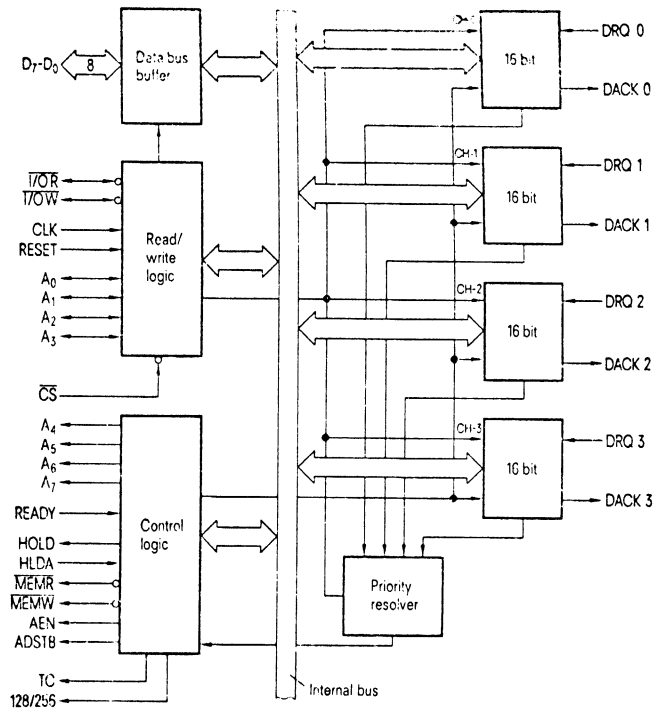 D₇-D₀
8
Data bus
buffer
I/OR
I/OW
CLK
RESET
A₀
A₁
A₂
A₃
CS
Read/
write
logic
A₄
A₅
A₆
A₇
READY
HOLD
HLDA
MEMR
MEMW
AEN
ADSTB
TC
128/256
Control
logic
Internal bus
15 bit
DRQ 0
DACK 0
CH-1
16 bit
DRQ 1
DACK 1
CH-2
16 bit
DRQ 2
DACK 2
CH-3
16 bit
DRQ 3
DACK 3
Priority
resolver